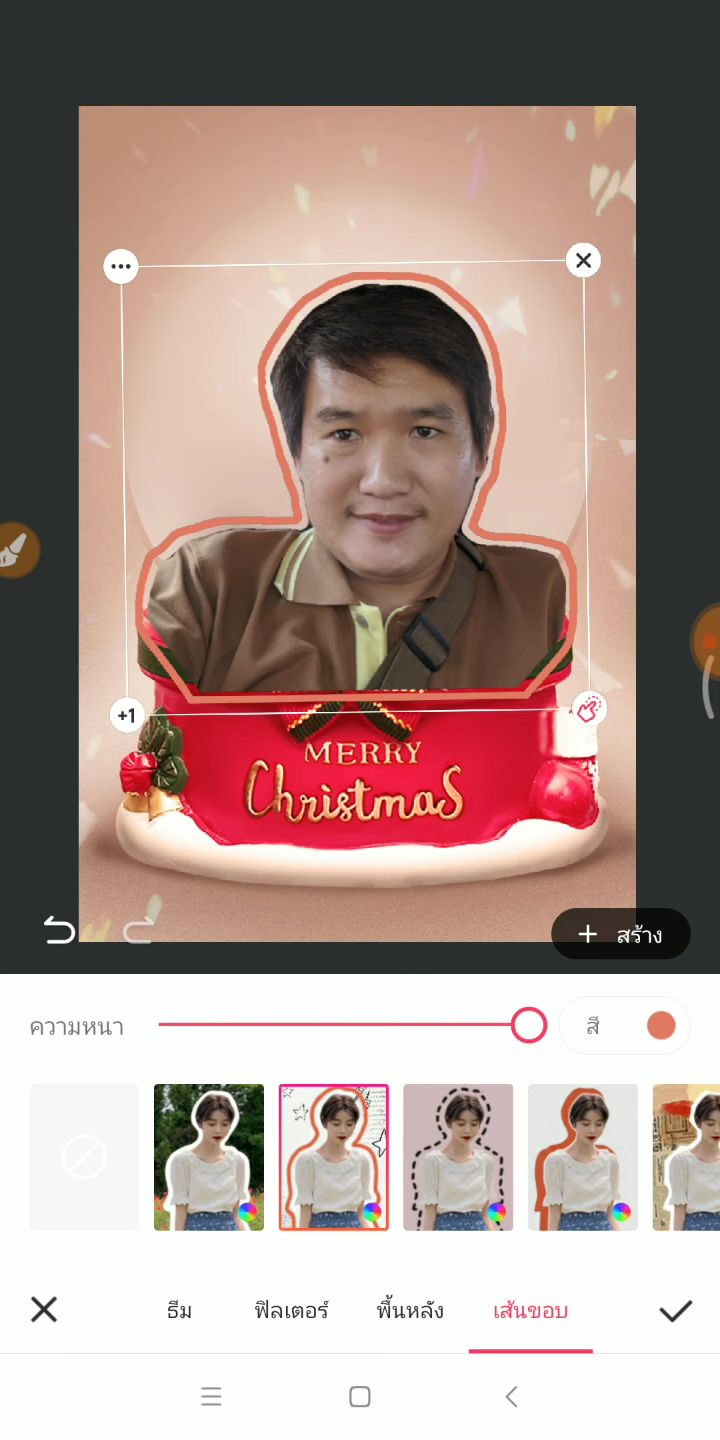 +1
MERRY
Christmas
+ สร้าง
ความหนา
สี
ธีม
ฟิลเตอร์
พื้นหลัง
เส้นขอบ